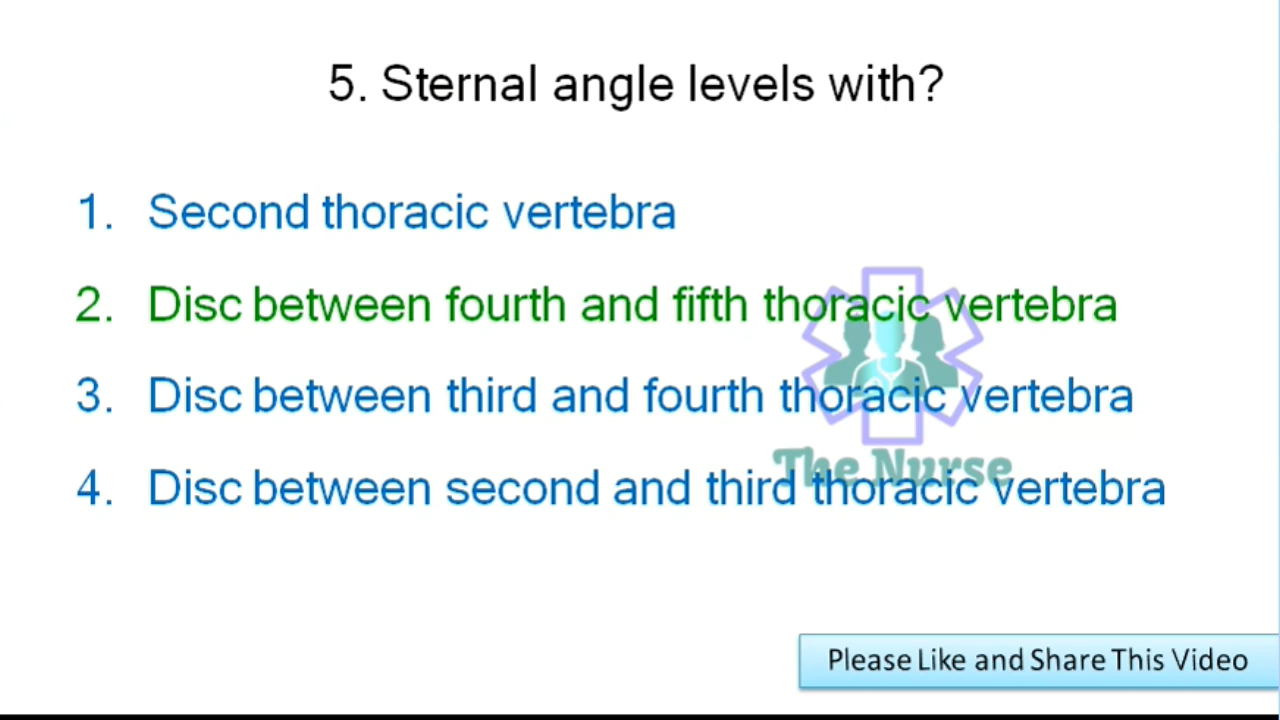 5. Sternal angle levels with?
1. Second thoracic vertebra
2. Disc between fourth and fifth thoracic vertebra
3. Disc between third and fourth thoracic vertebra
The Nurse
4. Disc between second and third thoracic vertebra
Please Like and Share This Video